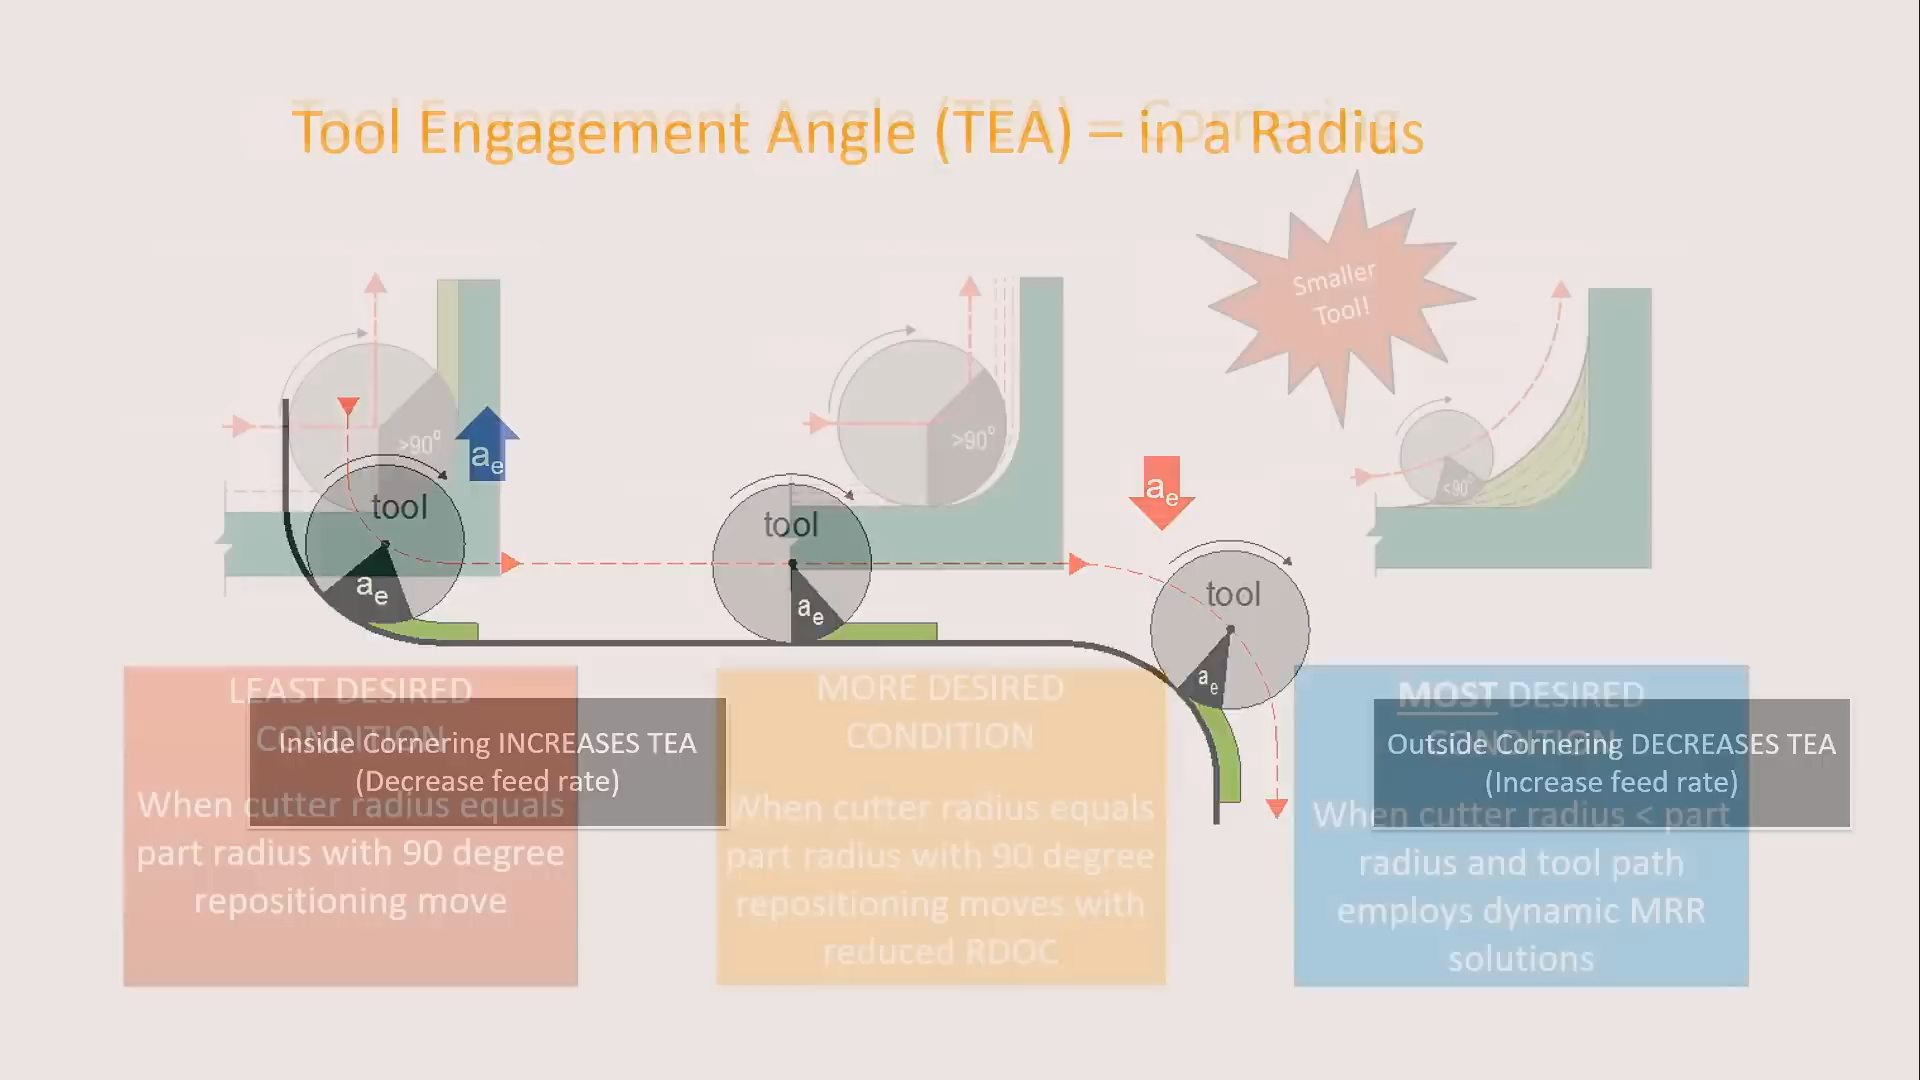 Tool Engagement Angle (TEA) – in a Radius
Tool Engagement Angle (TEA) – Cornering
Smaller
Tool!
>90°
>90°
<90°
ae
tool
ae
tool
ae
ae
tool
ae
Inside Cornering INCREASES TEA
(Decrease feed rate)
Outside Cornering DECREASES TEA
(Increase feed rate)
LEAST DESIRED
CONDITION
When cutter radius equals
part radius with 90 degree
repositioning move
MORE DESIRED
CONDITION
When cutter radius equals
part radius with 90 degree
repositioning moves with
reduced RDOC
MOST DESIRED
CONDITION
When cutter radius < part
radius and tool path
employs dynamic MRR
solutions